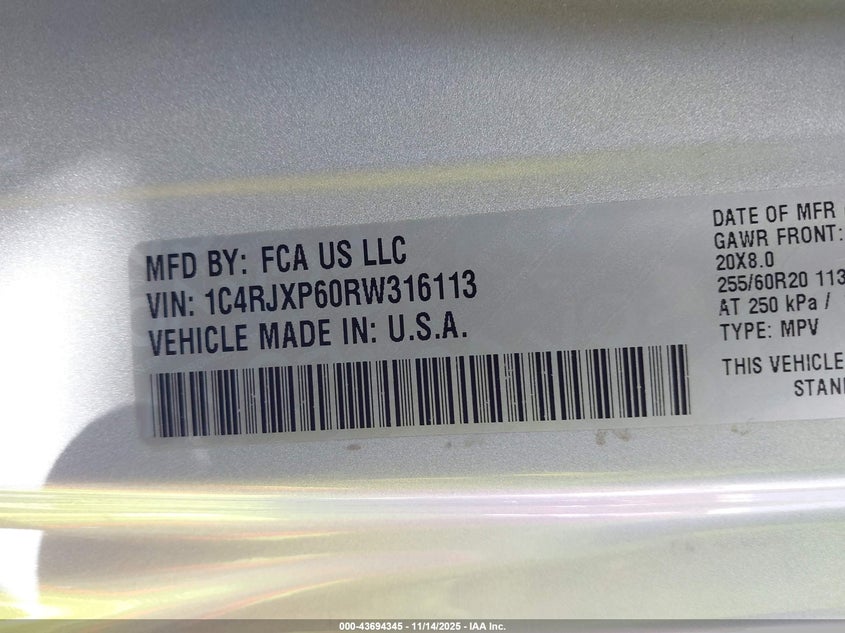 MFD BY: FCA US LLC
VIN: 1C4RJXP60RW316113
VEHICLE MADE IN: U.S.A.
DATE OF MFR
GAWR FRONT:
20X8.0
255/60R20 113
AT 250 kPa /
TYPE: MPV
THIS VEHICLE
STAN
000-43694345 - 11/14/2025 - IAA Inc.